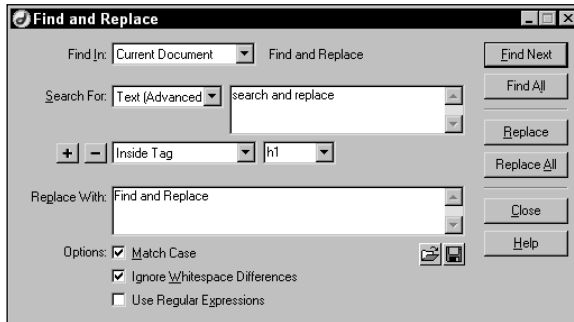 Find and Replace
Find In: Current Document Find and Replace
Find Next
Find All
Search For: Text (Advanced search and replace
Replace
+ − Inside Tag h1
Replace All
Replace With: Find and Replace
Close
Options: Match Case
Help
Ignore Whitespace Differences
Use Regular Expressions